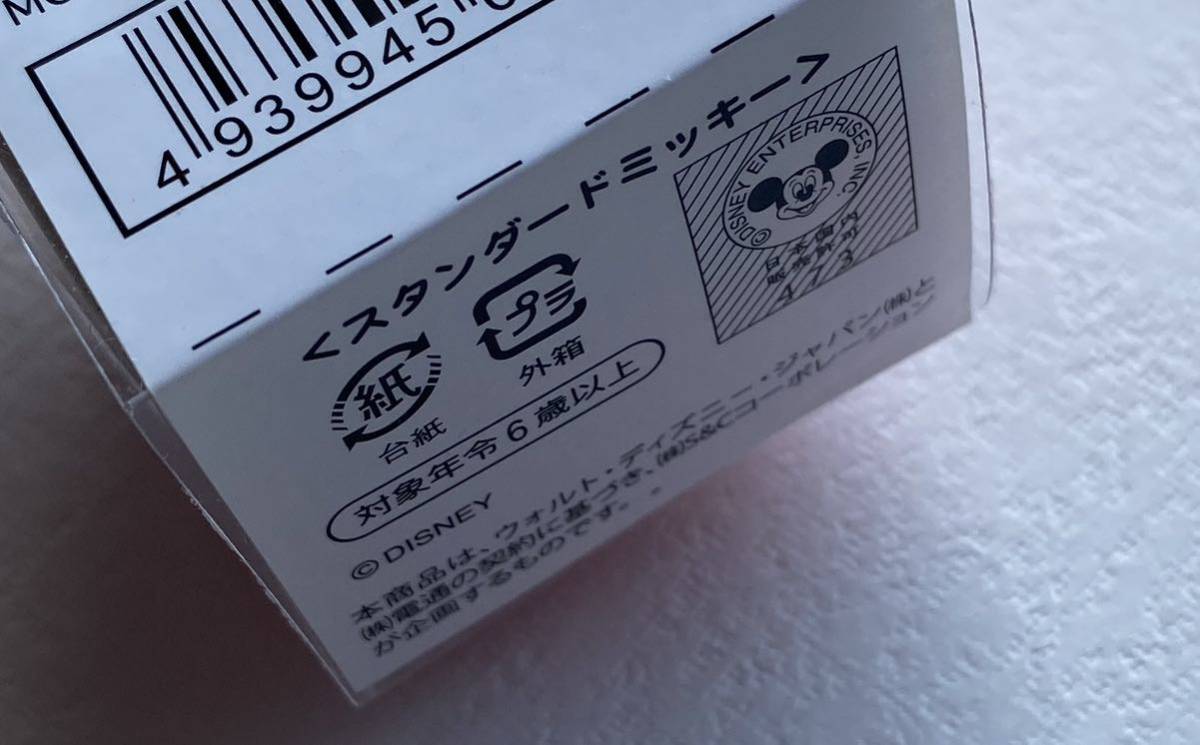 4 939945
<スタンダードミッキー>
紙
台紙
プラ
外箱
対象年令6歳以上
©DISNEY
©DISNEY ENTERPRISES, INC.
日本国内
販売許可
473
本商品は、ウォルト・ディズニー・ジャパン(株)と
(株)電通の契約に基づき、(株)S&Cコーポレーション
が企画するものです。